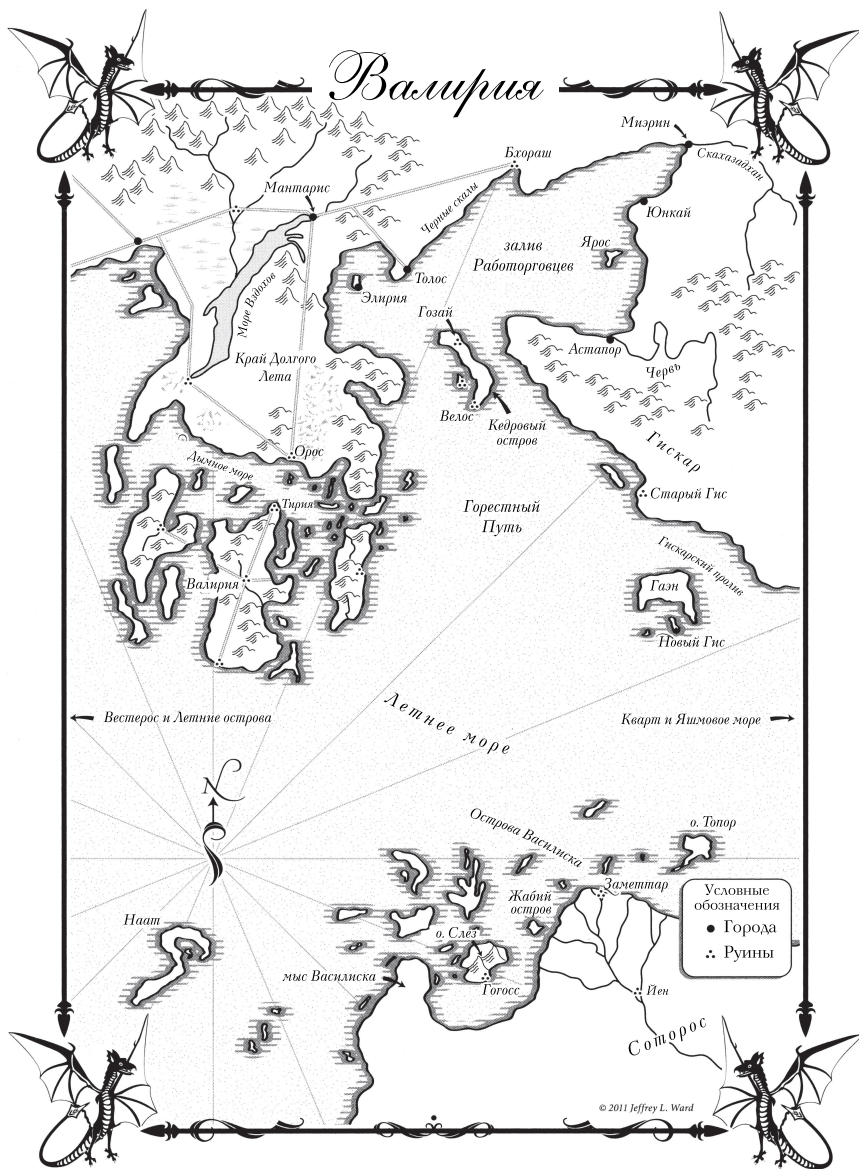 Валирия
Миэрин
Скахазадхан
Бхораш
Мантарис
Черные скалы
Юнкай
залив
Работорговцев
Ярос
Толос
Элирия
Море Вздохов
Гозай
Астапор
Червь
Край Долгого
Лета
Велос
Кедровый
остров
Гискар
Орос
Дымное море
Тирия
Горестный
Путь
Старый Гис
Гискарский пролив
Валирия
Гаэн
Новый Гис
Вестерос и Летние острова
Летнее море
Кварт и Яшмовое море
N
Острова Василиска
о. Топор
Заметтар
Жабий
остров
Условные
обозначения
Города
Руины
Наат
о. Слез
мыс Василиска
Гогосс
Йен
Соторос
© 2011 Jeffrey L. Ward